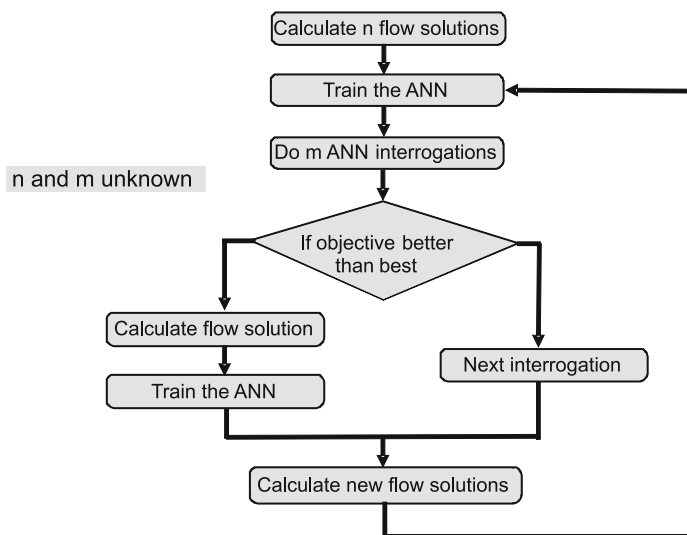 Calculate n flow solutions
Train the ANN
Do m ANN interrogations
n and m unknown
If objective better
than best
Calculate flow solution
Train the ANN
Next interrogation
Calculate new flow solutions